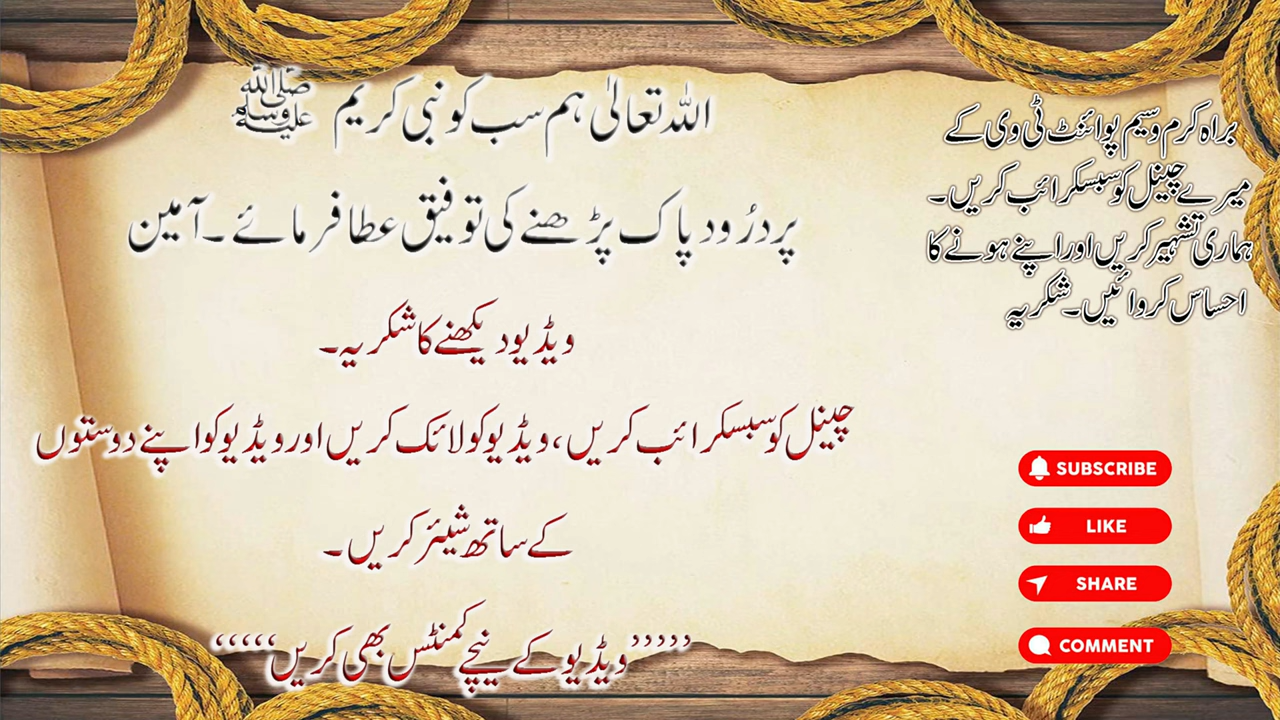 اللہ تعالیٰ ہم سب کو نبی کریم ﷺ
پر درُود پاک پڑھنے کی توفیق عطا فرمائے۔ آمین
ویڈیو دیکھنے کا شکریہ۔
چینل کو سبسکرائب کریں، ویڈیو کو لائک کریں اور ویڈیو کو اپنے دوستوں
کے ساتھ شیئر کریں۔
’’’’’ویڈیو کے نیچے کمنٹس بھی کریں‘‘‘‘‘
براہ کرم وسیم پوائنٹ ٹی وی کے
میرے چینل کو سبسکرائب کریں۔
ہماری تشہیر کریں اور اپنے ہونے کا
احساس کروائیں۔ شکریہ
SUBSCRIBE
LIKE
SHARE
COMMENT